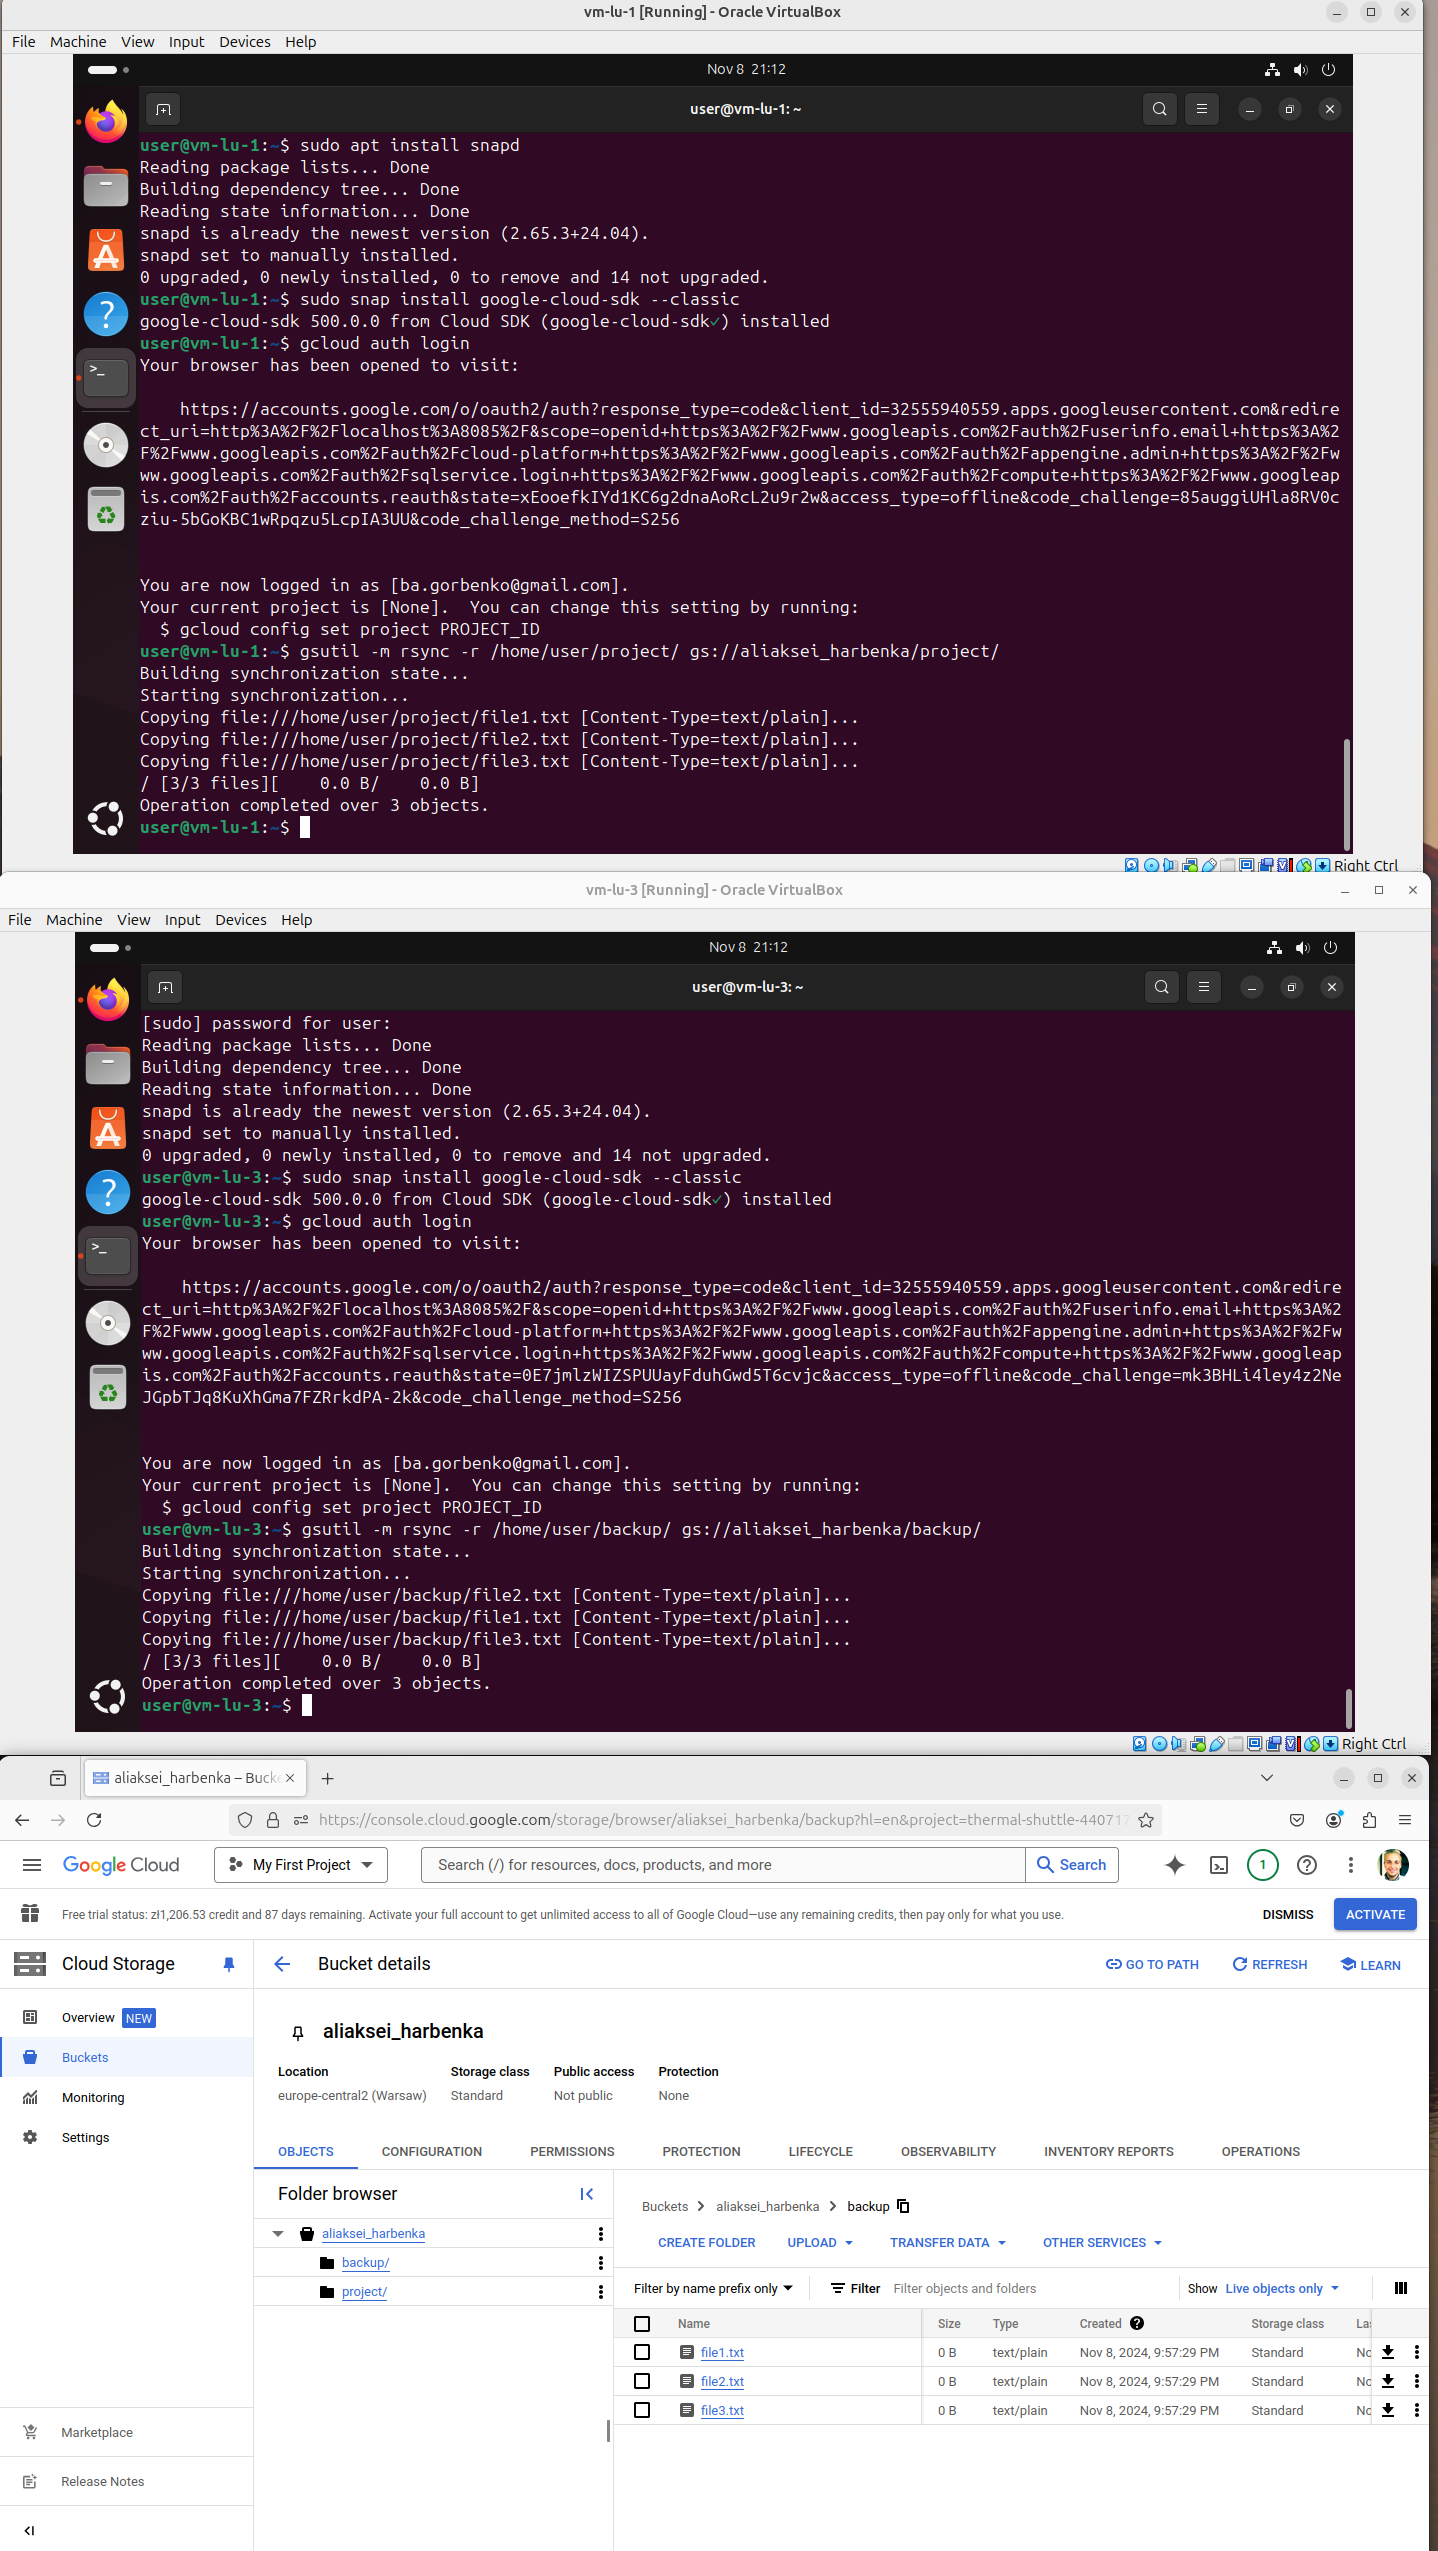 vm-lu-1 [Running] - Oracle VirtualBox
File Machine View Input Devices Help
Nov 8 21:12
user@vm-lu-1: ~
user@vm-lu-1:~$ sudo apt install snapd
Reading package lists... Done
Building dependency tree... Done
Reading state information... Done
snapd is already the newest version (2.65.3+24.04).
snapd set to manually installed.
0 upgraded, 0 newly installed, 0 to remove and 14 not upgraded.
user@vm-lu-1:~$ sudo snap install google-cloud-sdk --classic
google-cloud-sdk 500.0.0 from Cloud SDK (google-cloud-sdk✓) installed
user@vm-lu-1:~$ gcloud auth login
Your browser has been opened to visit:
https://accounts.google.com/o/oauth2/auth?response_type=code&client_id=32555940559.apps.googleusercontent.com&redire
ct_uri=http%3A%2F%2Flocalhost%3A8085%2F&scope=openid+https%3A%2F%2Fwww.googleapis.com%2Fauth%2Fuserinfo.email+https%3A%2
F%2Fwww.googleapis.com%2Fauth%2Fcloud-platform+https%3A%2F%2Fwww.googleapis.com%2Fauth%2Fappengine.admin+https%3A%2F%2Fw
ww.googleapis.com%2Fauth%2Fsqlservice.login+https%3A%2F%2Fwww.googleapis.com%2Fauth%2Fcompute+https%3A%2F%2Fwww.googleap
is.com%2Fauth%2Faccounts.reauth&state=xEooefkIYd1KC6g2dnaAoRcL2u9r2w&access_type=offline&code_challenge=85auggiUHla8RV0c
ziu-5bGoKBC1wRpqzu5LcpIA3UU&code_challenge_method=S256
You are now logged in as [ba.gorbenko@gmail.com].
Your current project is [None].  You can change this setting by running:
$ gcloud config set project PROJECT_ID
user@vm-lu-1:~$ gsutil -m rsync -r /home/user/project/ gs://aliaksei_harbenka/project/
Building synchronization state...
Starting synchronization...
Copying file:///home/user/project/file1.txt [Content-Type=text/plain]...
Copying file:///home/user/project/file2.txt [Content-Type=text/plain]...
Copying file:///home/user/project/file3.txt [Content-Type=text/plain]...
/ [3/3 files][    0.0 B/    0.0 B]
Operation completed over 3 objects.
user@vm-lu-1:~$
Right Ctrl
vm-lu-3 [Running] - Oracle VirtualBox
File Machine View Input Devices Help
Nov 8 21:12
user@vm-lu-3: ~
[sudo] password for user:
Reading package lists... Done
Building dependency tree... Done
Reading state information... Done
snapd is already the newest version (2.65.3+24.04).
snapd set to manually installed.
0 upgraded, 0 newly installed, 0 to remove and 14 not upgraded.
user@vm-lu-3:~$ sudo snap install google-cloud-sdk --classic
google-cloud-sdk 500.0.0 from Cloud SDK (google-cloud-sdk✓) installed
user@vm-lu-3:~$ gcloud auth login
Your browser has been opened to visit:
https://accounts.google.com/o/oauth2/auth?response_type=code&client_id=32555940559.apps.googleusercontent.com&redire
ct_uri=http%3A%2F%2Flocalhost%3A8085%2F&scope=openid+https%3A%2F%2Fwww.googleapis.com%2Fauth%2Fuserinfo.email+https%3A%2
F%2Fwww.googleapis.com%2Fauth%2Fcloud-platform+https%3A%2F%2Fwww.googleapis.com%2Fauth%2Fappengine.admin+https%3A%2F%2Fw
ww.googleapis.com%2Fauth%2Fsqlservice.login+https%3A%2F%2Fwww.googleapis.com%2Fauth%2Fcompute+https%3A%2F%2Fwww.googleap
is.com%2Fauth%2Faccounts.reauth&state=0E7jmlzWIZSPUUayFduhGwd5T6cvjc&access_type=offline&code_challenge=mk3BHLi4ley4z2Ne
JGpbTJq8KuXhGma7FZRrkdPA-2k&code_challenge_method=S256
You are now logged in as [ba.gorbenko@gmail.com].
Your current project is [None].  You can change this setting by running:
$ gcloud config set project PROJECT_ID
user@vm-lu-3:~$ gsutil -m rsync -r /home/user/backup/ gs://aliaksei_harbenka/backup/
Building synchronization state...
Starting synchronization...
Copying file:///home/user/backup/file2.txt [Content-Type=text/plain]...
Copying file:///home/user/backup/file1.txt [Content-Type=text/plain]...
Copying file:///home/user/backup/file3.txt [Content-Type=text/plain]...
/ [3/3 files][    0.0 B/    0.0 B]
Operation completed over 3 objects.
user@vm-lu-3:~$
Right Ctrl
aliaksei_harbenka – Bucke
https://console.cloud.google.com/storage/browser/aliaksei_harbenka/backup?hl=en&project=thermal-shuttle-440717
Google Cloud My First Project Search (/) for resources, docs, products, and more Search 1
Free trial status: zł1,206.53 credit and 87 days remaining. Activate your full account to get unlimited access to all of Google Cloud—use any remaining credits, then pay only for what you use. DISMISS ACTIVATE
Cloud Storage
Overview NEW
Buckets
Monitoring
Settings
Marketplace
Release Notes
Bucket details GO TO PATH REFRESH LEARN
aliaksei_harbenka
Location Storage class Public access Protection
europe-central2 (Warsaw) Standard Not public None
OBJECTS CONFIGURATION PERMISSIONS PROTECTION LIFECYCLE OBSERVABILITY INVENTORY REPORTS OPERATIONS
Folder browser
aliaksei_harbenka
backup/
project/
Buckets > aliaksei_harbenka > backup
CREATE FOLDER UPLOAD TRANSFER DATA OTHER SERVICES
Filter by name prefix only Filter Filter objects and folders Show Live objects only
Name Size Type Created Storage class Las
file1.txt 0 B text/plain Nov 8, 2024, 9:57:29 PM Standard No
file2.txt 0 B text/plain Nov 8, 2024, 9:57:29 PM Standard No
file3.txt 0 B text/plain Nov 8, 2024, 9:57:29 PM Standard No